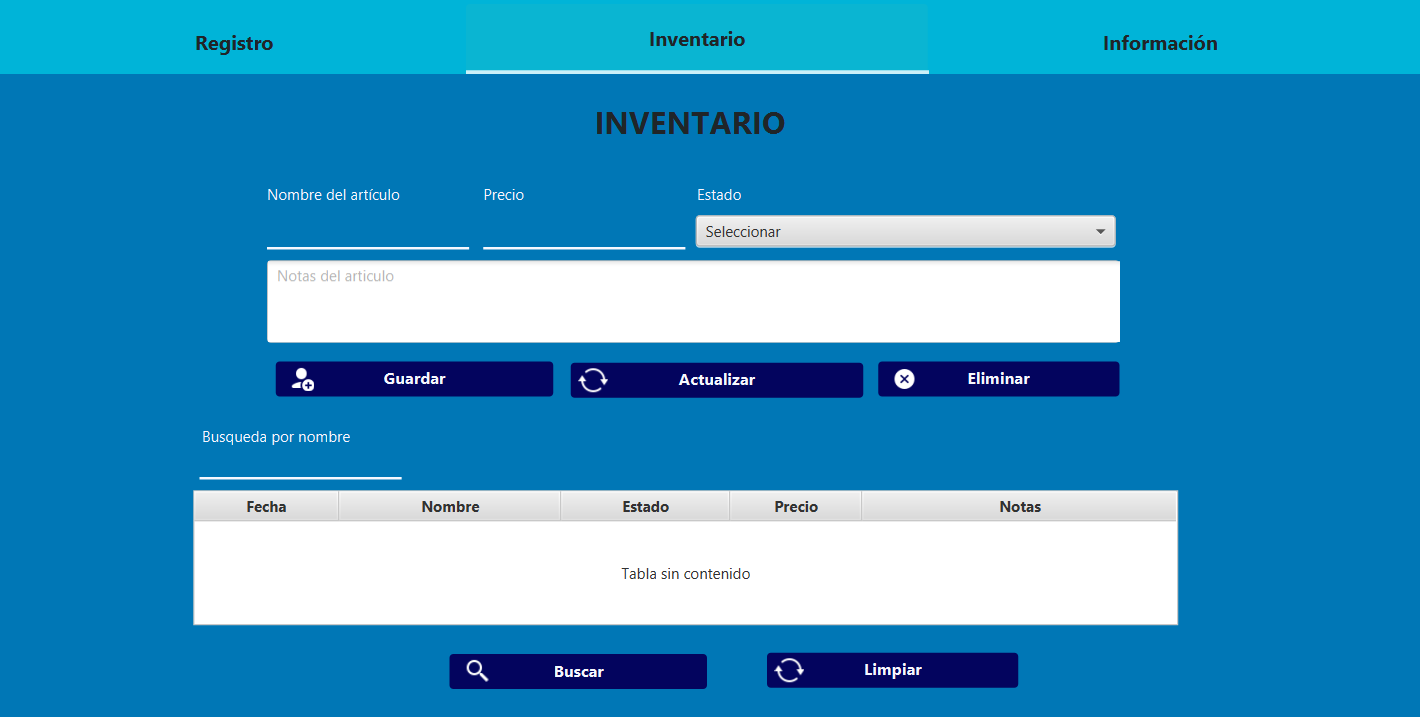 Registro
Inventario
Información
INVENTARIO
Nombre del artículo
Precio
Estado
Seleccionar
Notas del articulo
Guardar
Actualizar
Eliminar
Busqueda por nombre
Fecha
Nombre
Estado
Precio
Notas
Tabla sin contenido
Buscar
Limpiar